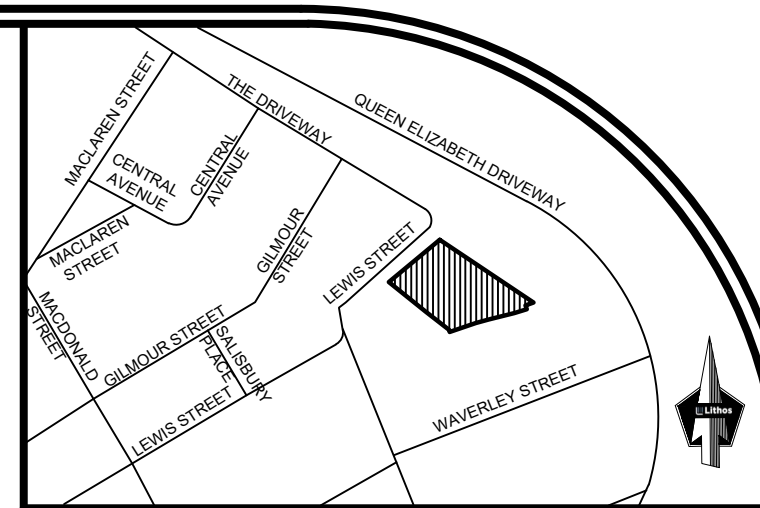 MACLAREN STREET
THE DRIVEWAY
QUEEN ELIZABETH DRIVEWAY
CENTRAL
AVENUE
CENTRAL
AVENUE
MACLAREN
STREET
GILMOUR
STREET
LEWIS STREET
MACDONALD
STREET
GILMOUR STREET
SALISBURY
PLACE
LEWIS STREET
WAVERLEY STREET
Lithos